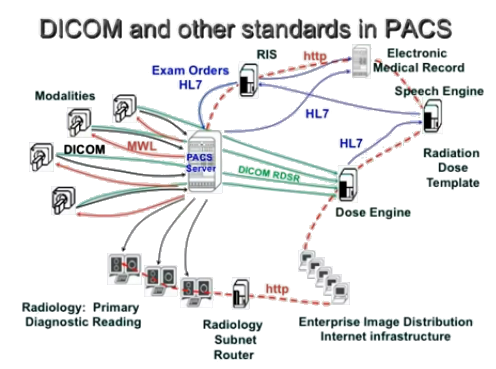 DICOM and other standards in PACS
RIS
http
Electronic
Medical Record
Exam Orders
HL7
Speech Engine
Modalities
HL7
HL7
DICOM
MWL
PACS
Server
DICOM RDSR
Radiation
Dose
Template
Dose Engine
http
Radiology: Primary
Diagnostic Reading
Radiology
Subnet
Router
Enterprise Image Distribution
Internet infrastructure